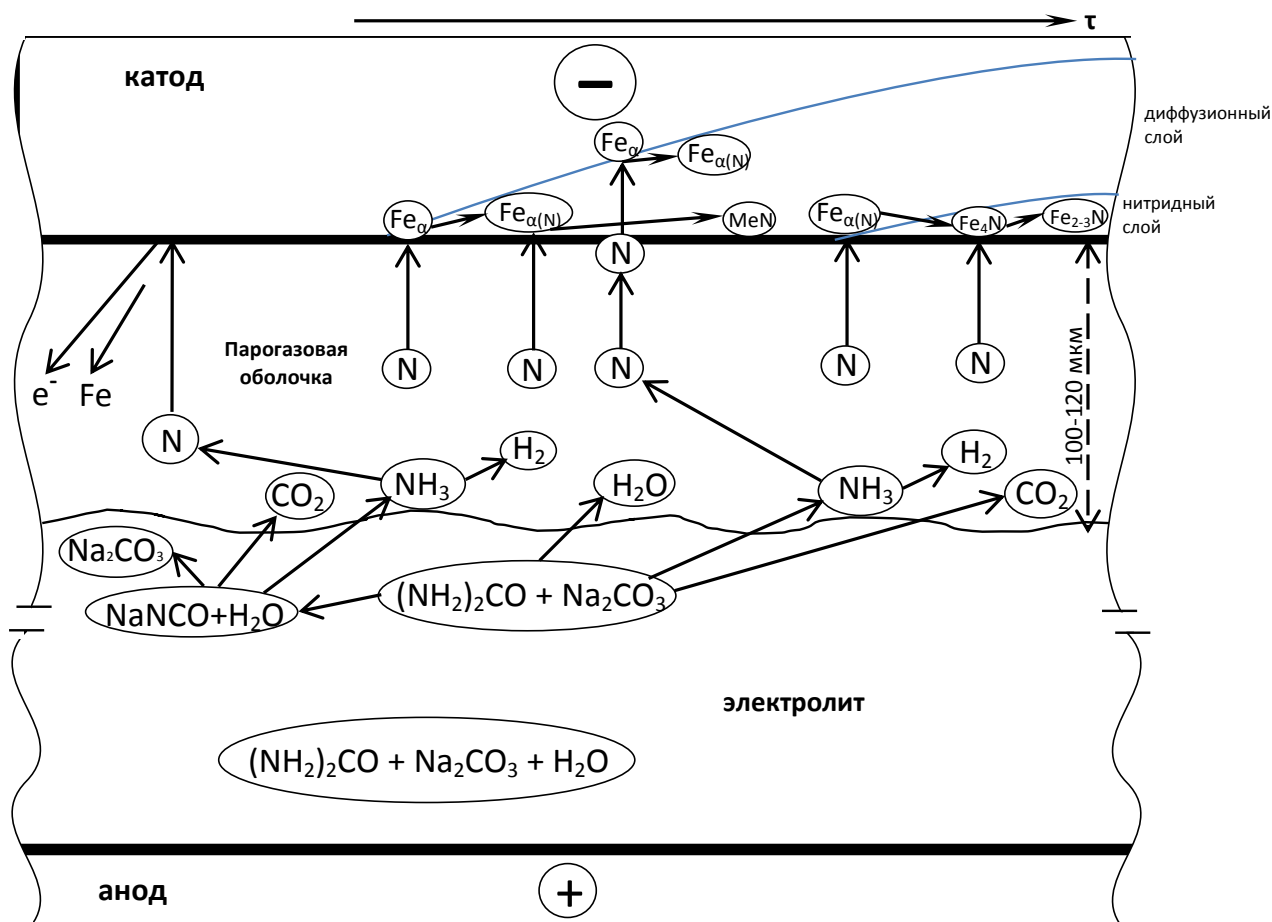 τ
катод
−
диффузионный
слой
Feα
Feα(N)
Feα
Feα(N)
MeN
Feα(N)
Fe₄N
Fe₂₋₃N
нитридный
слой
N
Парогазовая
оболочка
N
N
N
N
N
100-120 мкм
e⁻
Fe
N
NH₃
H₂
CO₂
H₂O
NH₃
H₂
CO₂
Na₂CO₃
NaNCO+H₂O
(NH₂)₂CO + Na₂CO₃
электролит
(NH₂)₂CO + Na₂CO₃ + H₂O
анод
+